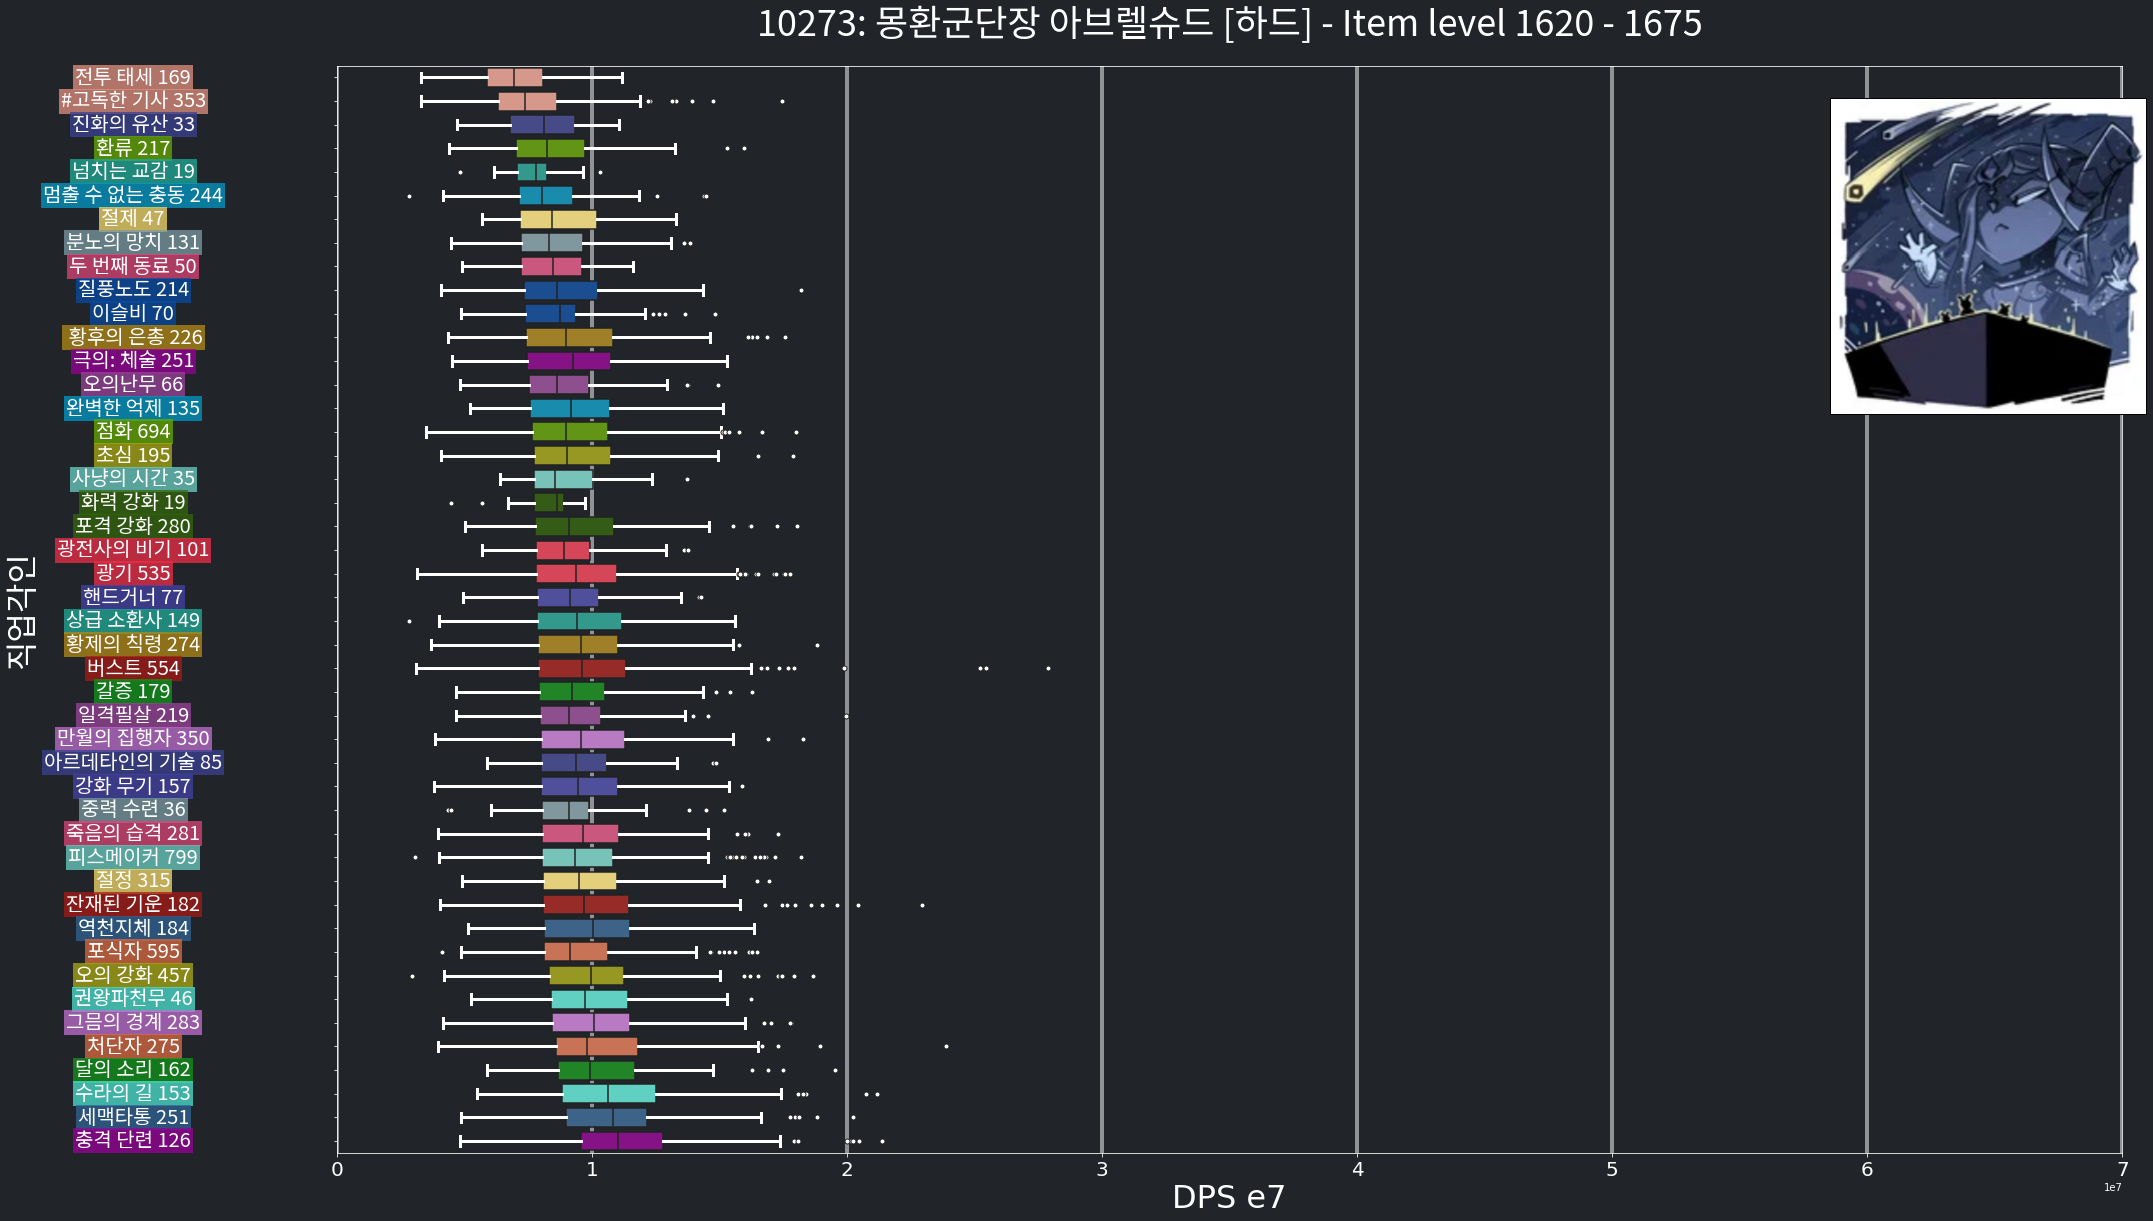 10273: 몽환군단장 아브렐슈드 [하드] - Item level 1620 - 1675
전투 태세 169
#고독한 기사 353
진화의 유산 33
환류 217
넘치는 교감 19
멈출 수 없는 충동 244
절제 47
분노의 망치 131
두 번째 동료 50
질풍노도 214
이슬비 70
황후의 은총 226
극의: 체술 251
오의난무 66
완벽한 억제 135
점화 694
초심 195
사냥의 시간 35
화력 강화 19
포격 강화 280
광전사의 비기 101
광기 535
핸드거너 77
상급 소환사 149
황제의 칙령 274
버스트 554
갈증 179
일격필살 219
만월의 집행자 350
아르데타인의 기술 85
강화 무기 157
중력 수련 36
죽음의 습격 281
피스메이커 799
절정 315
잔재된 기운 182
역천지체 184
포식자 595
오의 강화 457
권왕파천무 46
그믐의 경계 283
처단자 275
달의 소리 162
수라의 길 153
세맥타통 251
충격 단련 126
직업각인
0 1 2 3 4 5 6 7
1e7
DPS e7